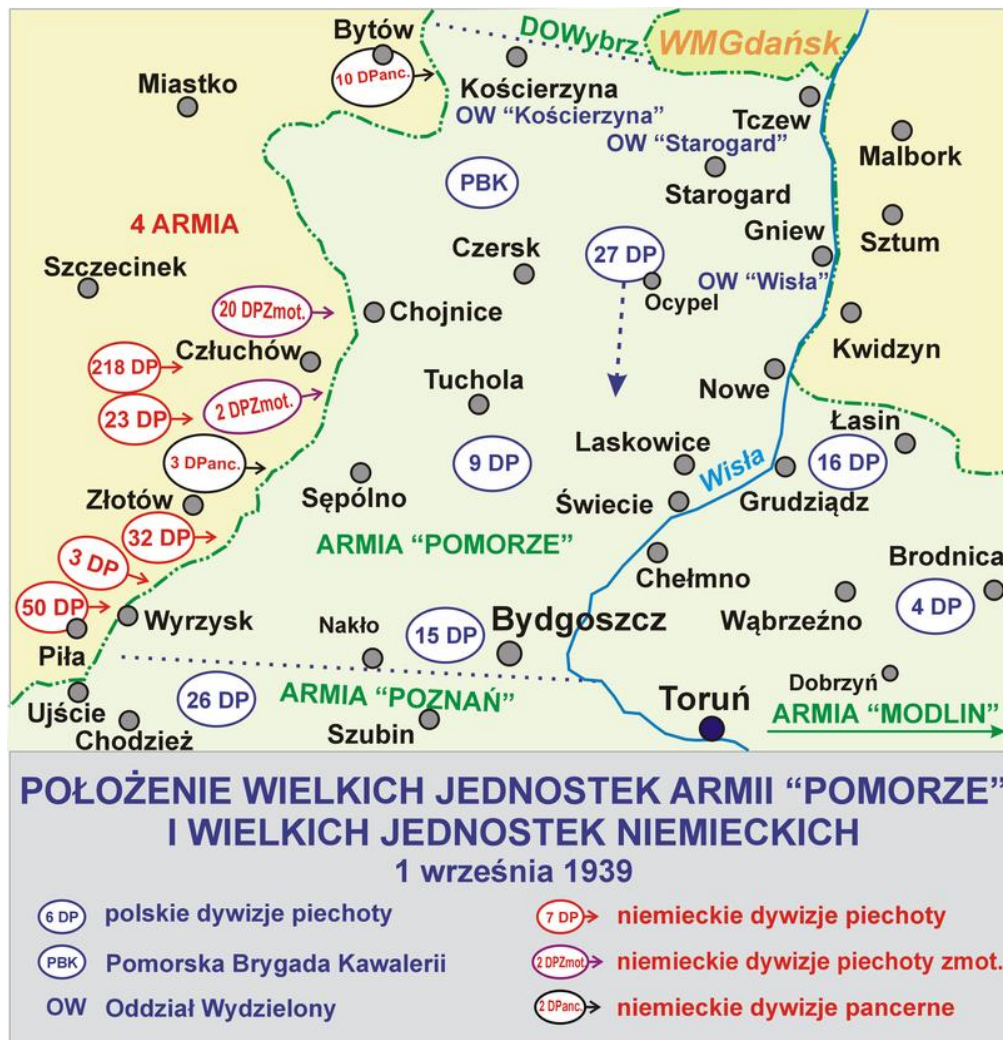 Bytów
10 DPanc.
Miastko
DOWybrz.
WMGdańsk
Kościerzyna
OW “Kościerzyna”
Tczew
OW “Starogard”
Starogard
Malbork
PBK
4 ARMIA
Szczecinek
Czersk
27 DP
Ocypel
Gniew
OW “Wisła”
Sztum
20 DPZmot.
Chojnice
Człuchów
218 DP
23 DP
2 DPZmot.
Tuchola
Nowe
Kwidzyn
3 DPanc.
Złotów
Sępólno
9 DP
Laskowice
Świecie
Wisła
Grudziądz
16 DP
Łasin
32 DP
3 DP
50 DP
ARMIA “POMORZE”
Chełmno
Brodnica
Wąbrzeźno
4 DP
Wyrzysk
Piła
Nakło
15 DP
Bydgoszcz
Ujście
Chodzież
26 DP
ARMIA “POZNAŃ”
Szubin
Toruń
Dobrzyń
ARMIA “MODLIN”
POŁOŻENIE WIELKICH JEDNOSTEK ARMII “POMORZE”
I WIELKICH JEDNOSTEK NIEMIECKICH
1 września 1939
6 DP polskie dywizje piechoty
PBK Pomorska Brygada Kawalerii
OW Oddział Wydzielony
7 DP niemieckie dywizje piechoty
2 DPZmot. niemieckie dywizje piechoty zmot.
2 DPanc. niemieckie dywizje pancerne